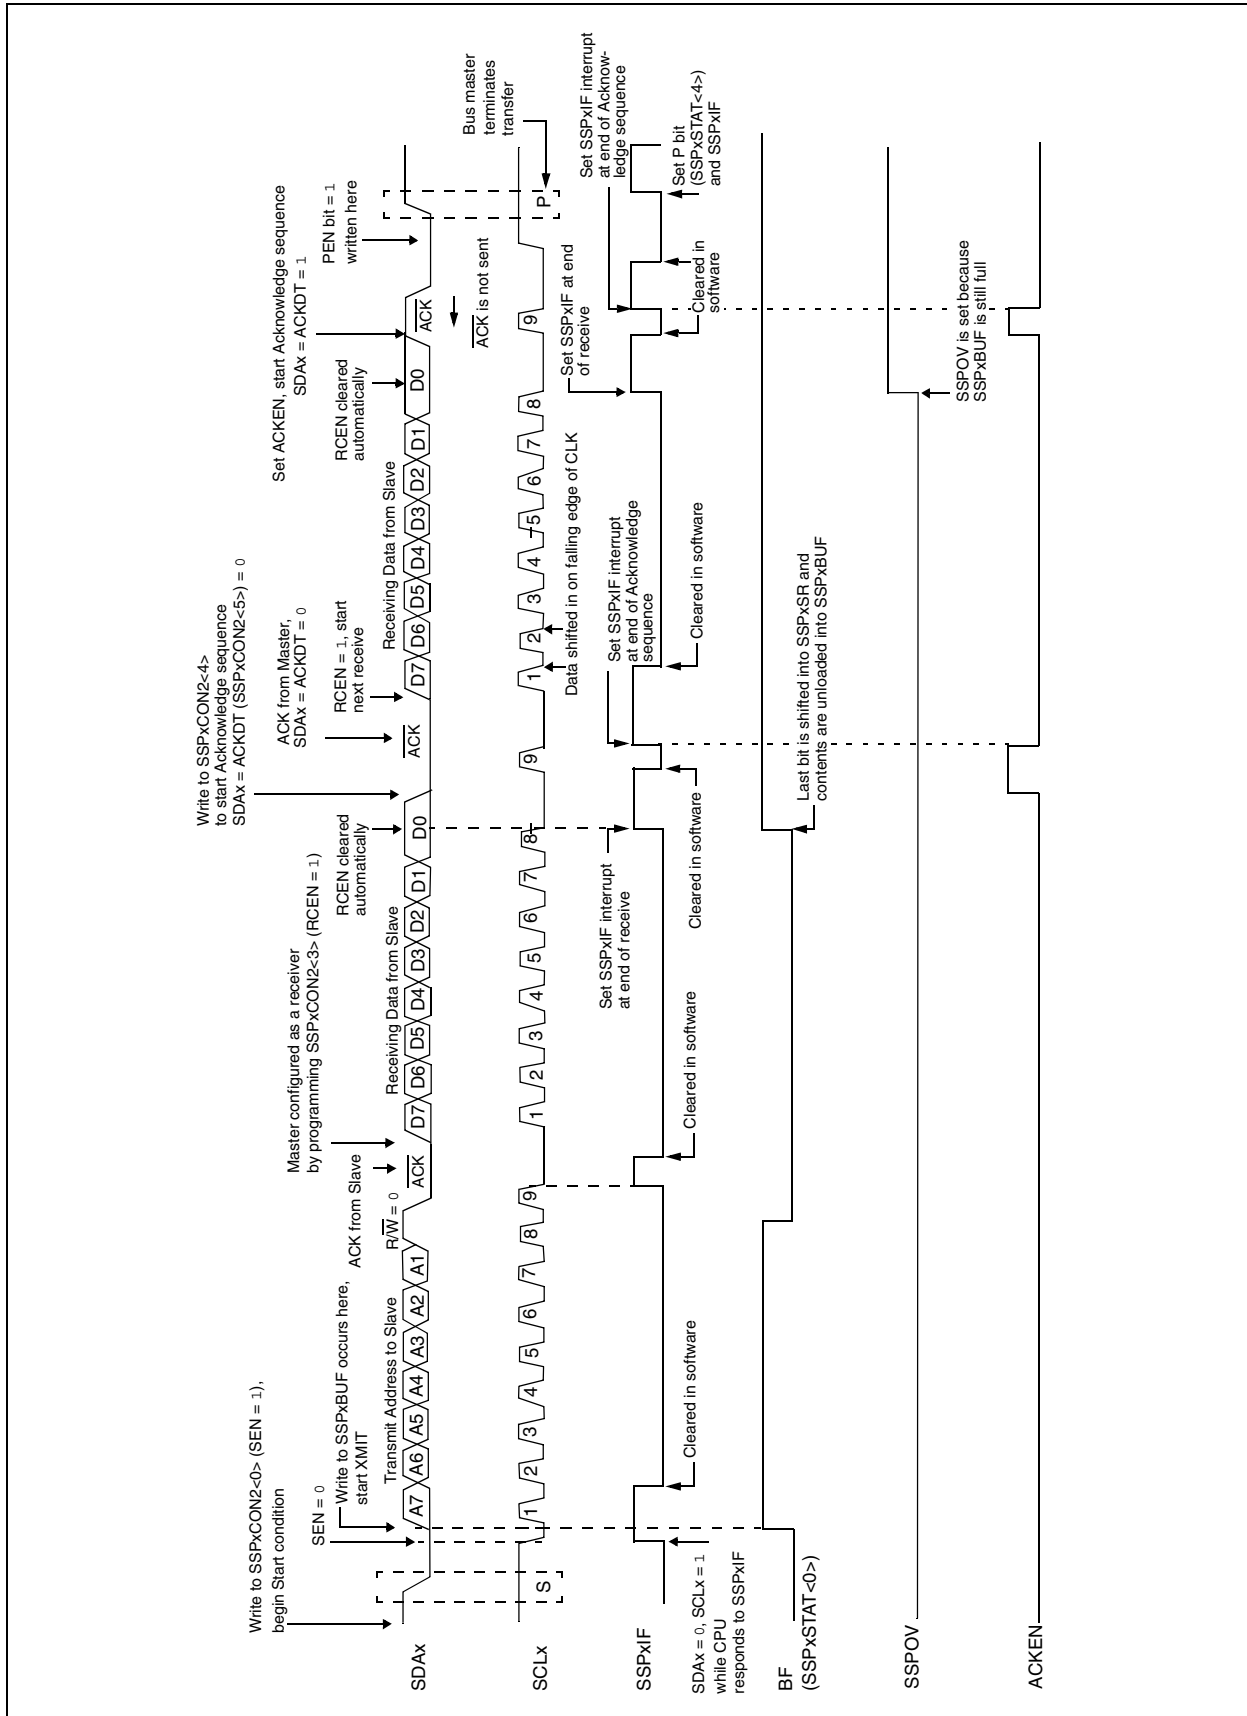 Write to SSPxCON2<0> (SEN = 1),
begin Start condition
SEN = 0
Write to SSPxBUF occurs here,
start XMIT
Transmit Address to Slave
R/W = 0
ACK from Slave
Master configured as a receiver
by programming SSPxCON2<3> (RCEN = 1)
Receiving Data from Slave
RCEN cleared
automatically
Write to SSPxCON2<4>
to start Acknowledge sequence
SDAx = ACKDT (SSPxCON2<5>) = 0
ACK from Master,
SDAx = ACKDT = 0
RCEN = 1, start
next receive
Receiving Data from Slave
RCEN cleared
automatically
Set ACKEN, start Acknowledge sequence
SDAx = ACKDT = 1
PEN bit = 1
written here
SDAx
A7 A6 A5 A4 A3 A2 A1 ACK D7 D6 D5 D4 D3 D2 D1 D0 ACK D7 D6 D5 D4 D3 D2 D1 D0 ACK
ACK is not sent
Bus master
terminates
transfer
SCLx
S 1 2 3 4 5 6 7 8 9 1 2 3 4 5 6 7 8 9 1 2 3 4 5 6 7 8 9 P
Data shifted in on falling edge of CLK
Set SSPxIF interrupt
at end of receive
Set SSPxIF interrupt
at end of Acknowledge
sequence
Set SSPxIF at end
of receive
Set SSPxIF interrupt
at end of Acknow-
ledge sequence
SSPxIF
SDAx = 0, SCLx = 1
while CPU
responds to SSPxIF
Cleared in software
Cleared in software
Cleared in software
Cleared in software
Cleared in
software
Set P bit
(SSPxSTAT<4>)
and SSPxIF
BF
(SSPxSTAT<0>)
Last bit is shifted into SSPxSR and
contents are unloaded into SSPxBUF
SSPOV
SSPOV is set because
SSPxBUF is still full
ACKEN